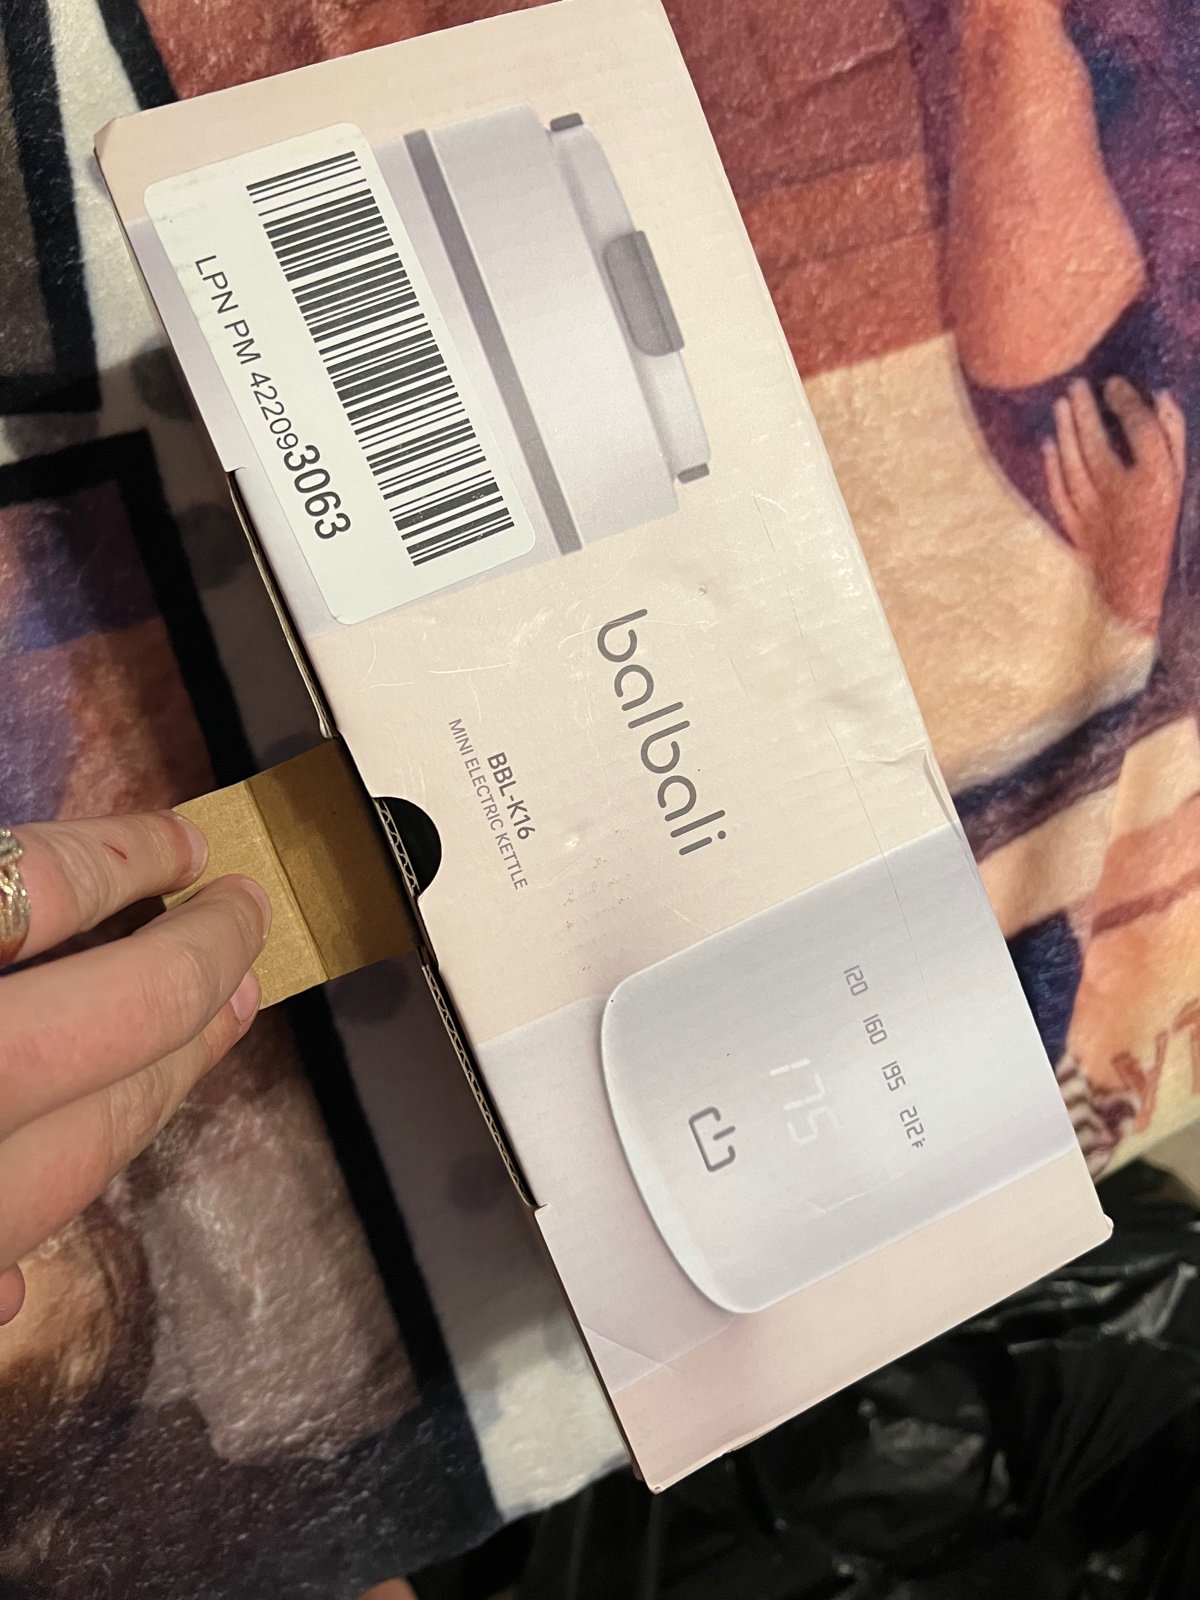 LPN PM 422093063
balbali
BBL-K16
MINI ELECTRIC KETTLE
120 160 195 212°F
175